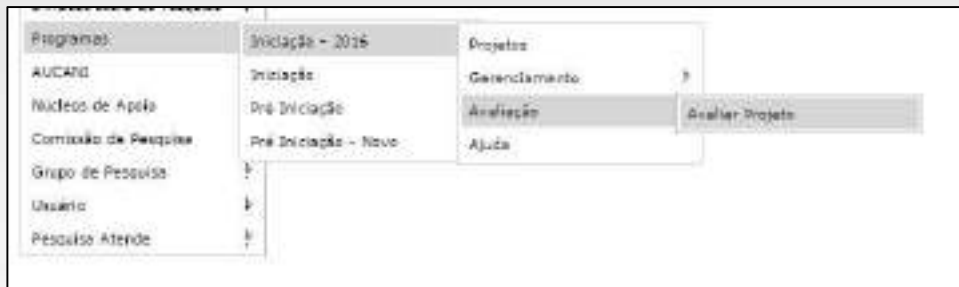 Programas
AUCANI
Nucleos de Apoio
Comissão de Pesquisa
Grupo de Pesquisa
Usuário
Pesquisa Atende
Iniciação - 2016
Iniciação
Pré Iniciação
Pré Iniciação - Novo
Projetos
Gerenciamento
Avaliação
Ajuda
Avaliar Projeto